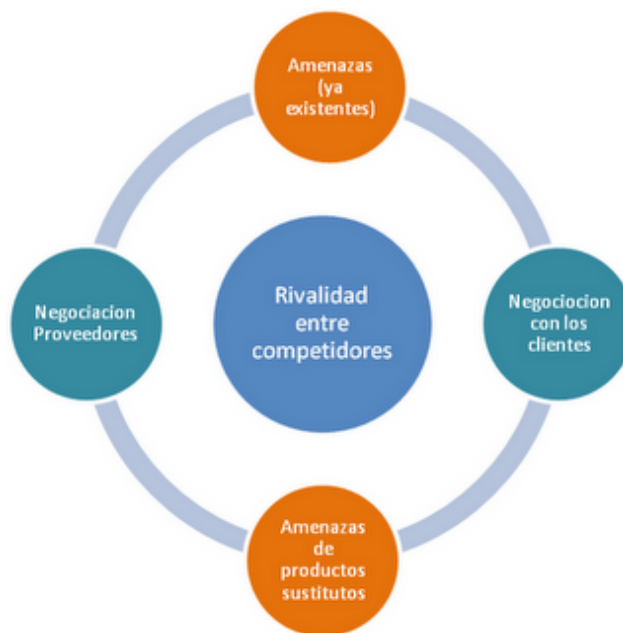 Amenazas
(ya
existentes)
Negociacion
Proveedores
Rivalidad
entre
competidores
Negociocion
con los
clientes
Amenazas
de
productos
sustitutos